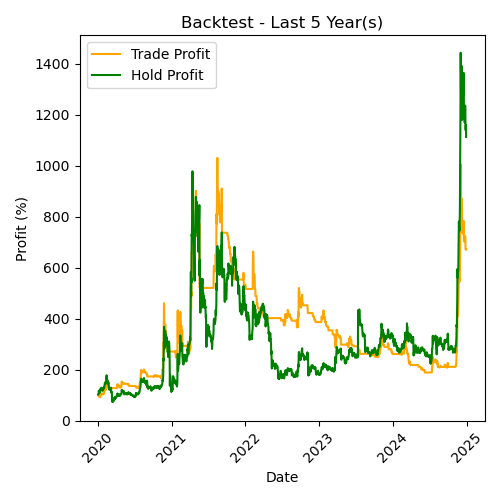 Backtest - Last 5 Year(s)
Trade Profit
Hold Profit
Profit (%)
1400
1200
1000
800
600
400
200
0
2020 2021 2022 2023 2024 2025
Date